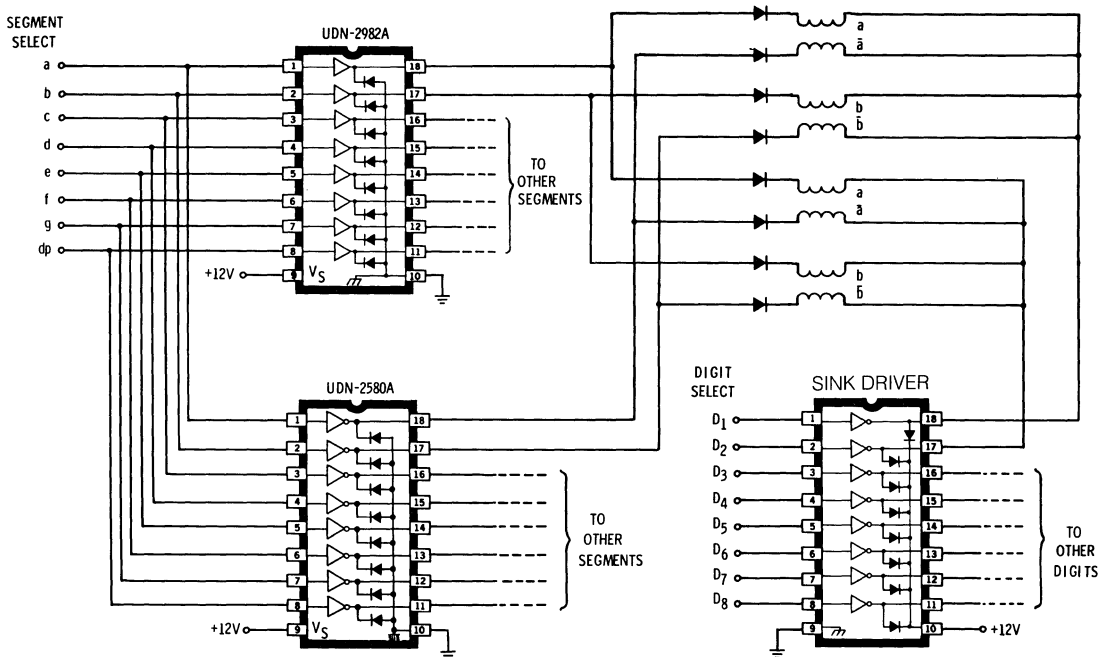 SEGMENT
SELECT
a
b
c
d
e
f
g
dp
UDN-2982A
1
2
3
4
5
6
7
8
9
18
17
16
15
14
13
12
11
10
+12V
VS
TO
OTHER
SEGMENTS
a
ā
b
b̄
a
ā
b
b̄
UDN-2580A
1
2
3
4
5
6
7
8
9
18
17
16
15
14
13
12
11
10
+12V
VS
TO
OTHER
SEGMENTS
DIGIT
SELECT
D1
D2
D3
D4
D5
D6
D7
D8
SINK DRIVER
1
2
3
4
5
6
7
8
9
18
17
16
15
14
13
12
11
10
+12V
TO
OTHER
DIGITS